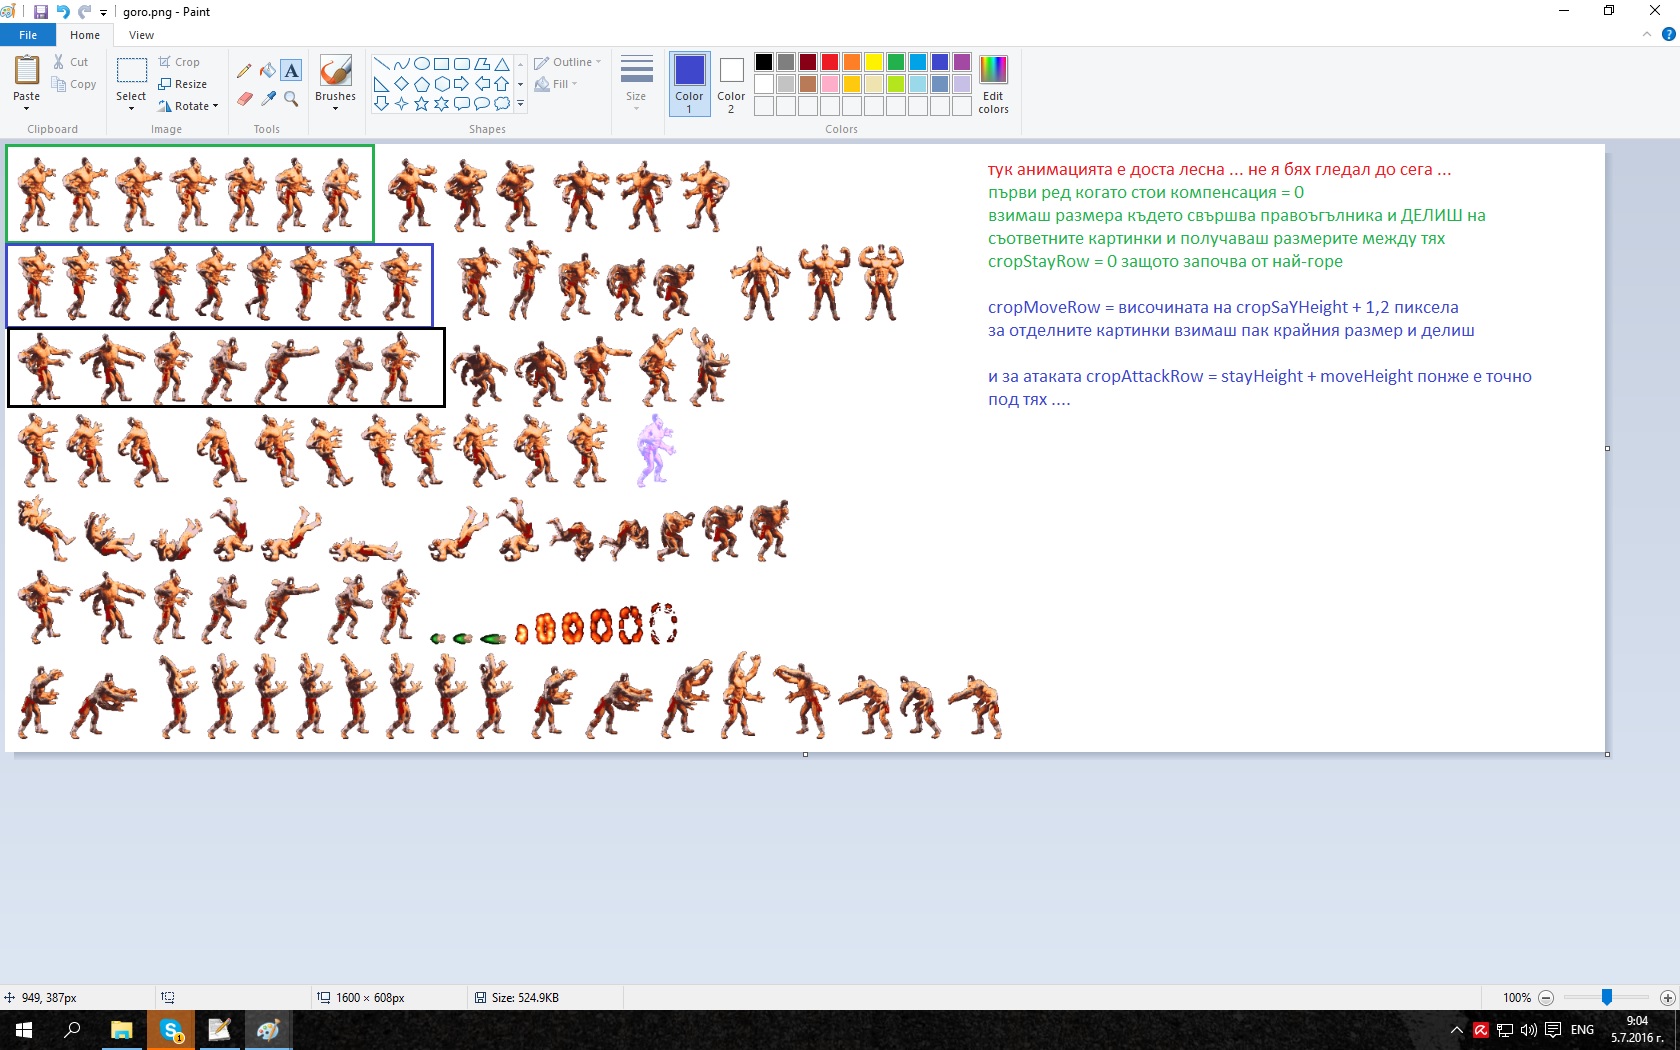 goro.png - Paint
File
Home
View
Paste
Cut
Copy
Clipboard
Select
Crop
Resize
Rotate
Image
A
Tools
Brushes
Shapes
Outline
Fill
Size
Color 1
Color 2
Edit colors
Colors
тук анимацията е доста лесна ... не я бях гледал до сега ...
първи ред когато стои компенсация = 0
взимаш размера където свършва правоъгълника и ДЕЛИШ на
съответните картинки и получаваш размерите между тях
cropStayRow = 0 защото започва от най-горе
cropMoveRow = височината на cropSaYHeight + 1,2 пиксела
за отделните картинки взимаш пак крайния размер и делиш
и за атаката cropAttackRow = stayHeight + moveHeight понже е точно
под тях ....
949, 387px
1600 × 608px
Size: 524.9KB
100%
S
1
ENG
9:04
5.7.2016 г.